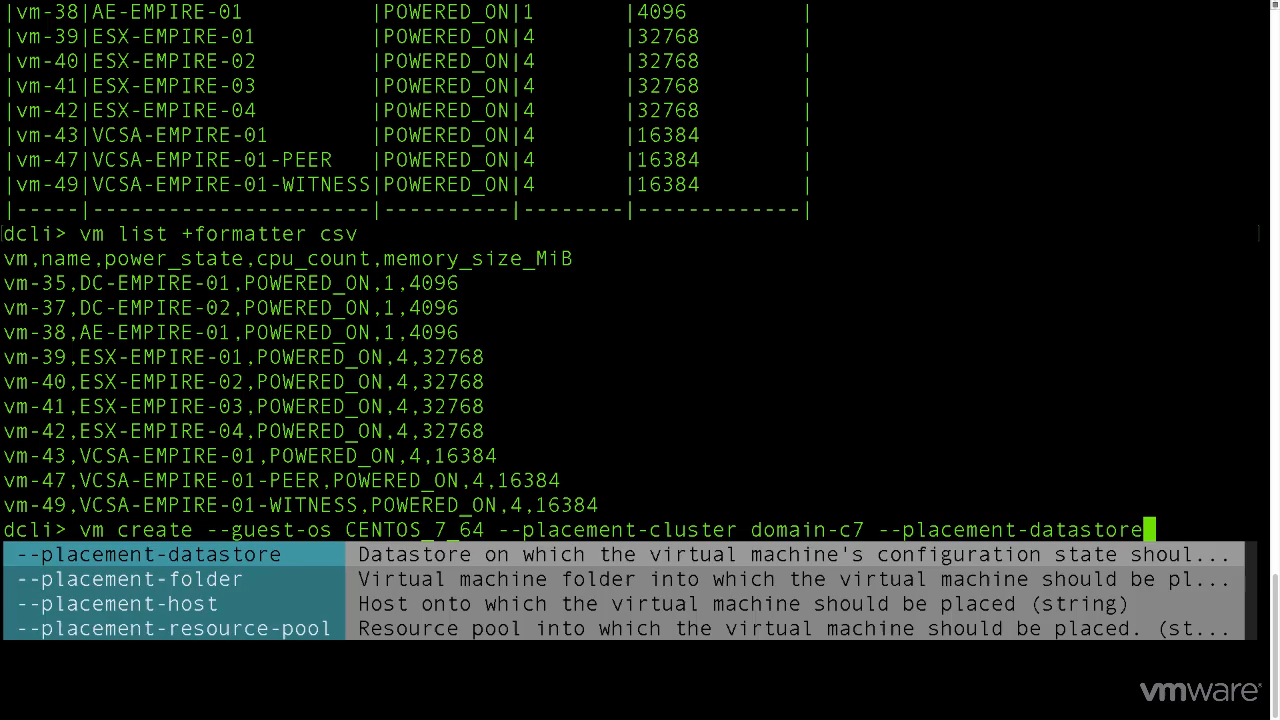 |vm-38|AE-EMPIRE-01            |POWERED_ON|1       |4096         |
|vm-39|ESX-EMPIRE-01           |POWERED_ON|4       |32768        |
|vm-40|ESX-EMPIRE-02           |POWERED_ON|4       |32768        |
|vm-41|ESX-EMPIRE-03           |POWERED_ON|4       |32768        |
|vm-42|ESX-EMPIRE-04           |POWERED_ON|4       |32768        |
|vm-43|VCSA-EMPIRE-01          |POWERED_ON|4       |16384        |
|vm-47|VCSA-EMPIRE-01-PEER     |POWERED_ON|4       |16384        |
|vm-49|VCSA-EMPIRE-01-WITNESS|POWERED_ON|4       |16384        |
|-----|----------------------|----------|--------|-------------|
dcli> vm list +formatter csv
vm,name,power_state,cpu_count,memory_size_MiB
vm-35,DC-EMPIRE-01,POWERED_ON,1,4096
vm-37,DC-EMPIRE-02,POWERED_ON,1,4096
vm-38,AE-EMPIRE-01,POWERED_ON,1,4096
vm-39,ESX-EMPIRE-01,POWERED_ON,4,32768
vm-40,ESX-EMPIRE-02,POWERED_ON,4,32768
vm-41,ESX-EMPIRE-03,POWERED_ON,4,32768
vm-42,ESX-EMPIRE-04,POWERED_ON,4,32768
vm-43,VCSA-EMPIRE-01,POWERED_ON,4,16384
vm-47,VCSA-EMPIRE-01-PEER,POWERED_ON,4,16384
vm-49,VCSA-EMPIRE-01-WITNESS,POWERED_ON,4,16384
dcli> vm create --guest-os CENTOS_7_64 --placement-cluster domain-c7 --placement-datastore
--placement-datastore Datastore on which the virtual machine's configuration state shoul...
--placement-folder Virtual machine folder into which the virtual machine should be pl...
--placement-host Host onto which the virtual machine should be placed (string)
--placement-resource-pool Resource pool into which the virtual machine should be placed. (st...
vmware®